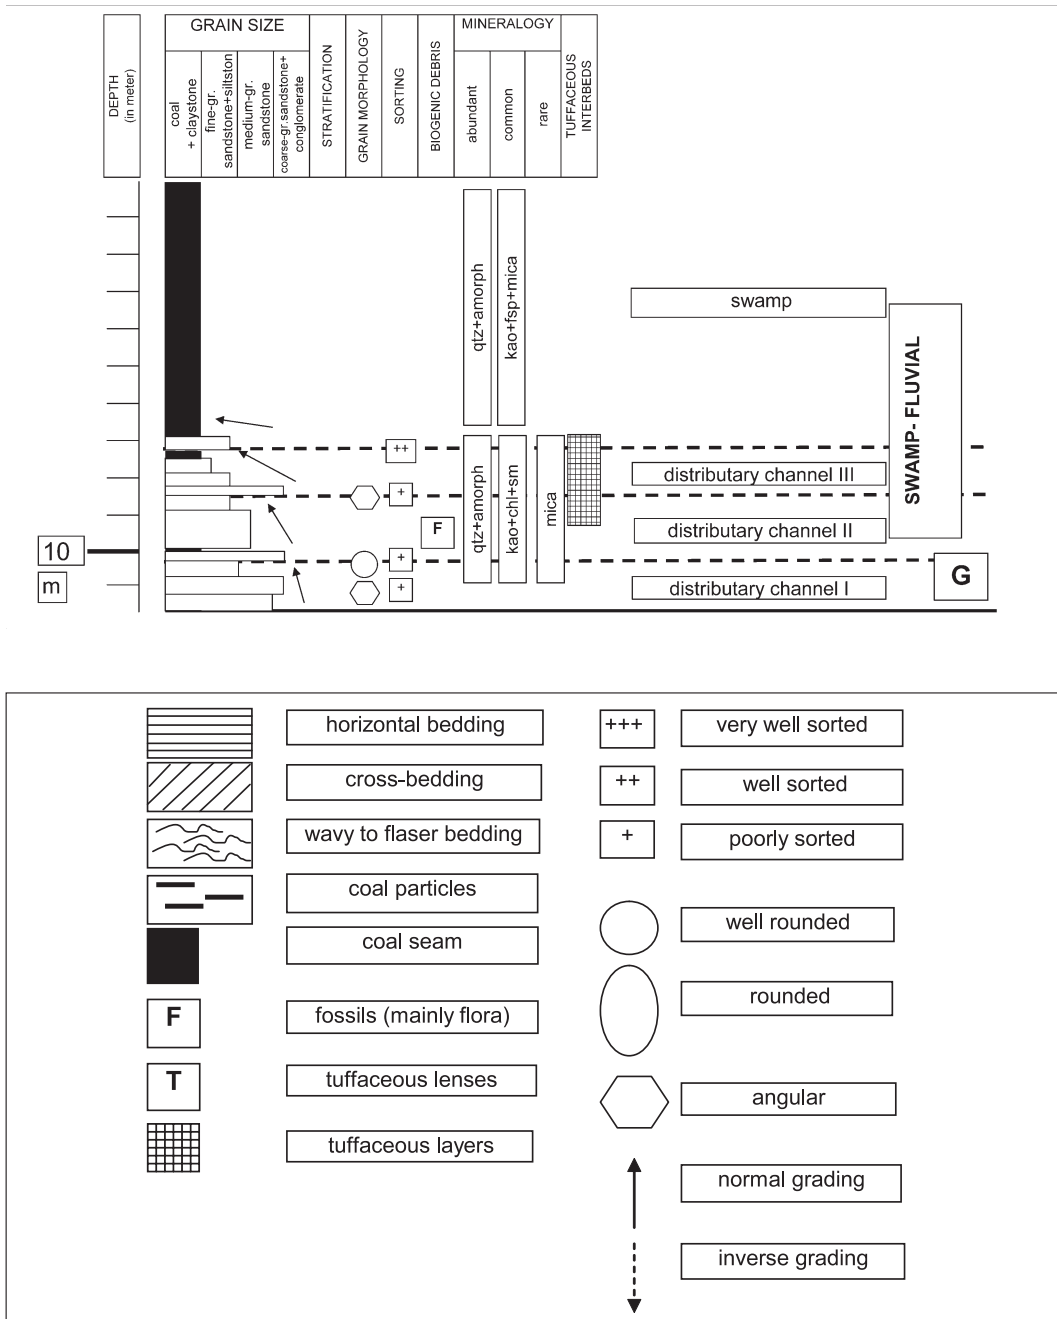 DEPTH
(in meter)
GRAIN SIZE
coal
+ claystone
fine-gr.
sandstone+siltston
medium-gr.
sandstone
coarse-gr.sandstone+
conglomerate
STRATIFICATION
GRAIN MORPHOLOGY
SORTING
BIOGENIC DEBRIS
MINERALOGY
abundant
common
rare
TUFFACEOUS
INTERBEDS
qtz+amorph
kao+fsp+mica
swamp
SWAMP- FLUVIAL
++
distributary channel III
+
qtz+amorph
kao+chl+sm
mica
F
distributary channel II
10
m
+
G
+
distributary channel I
horizontal bedding
cross-bedding
wavy to flaser bedding
coal particles
coal seam
F
fossils (mainly flora)
T
tuffaceous lenses
tuffaceous layers
+++
very well sorted
++
well sorted
+
poorly sorted
well rounded
rounded
angular
normal grading
inverse grading